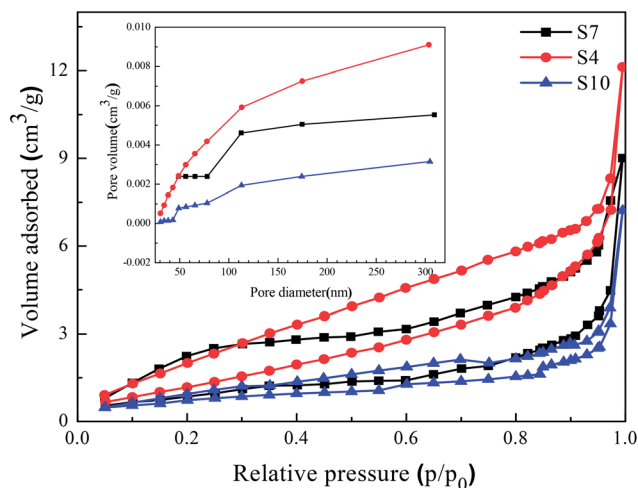 0.010
0.008
0.006
0.004
0.002
0.000
-0.002
Pore volume(cm³/g)
50 100 150 200 250 300
Pore diameter(nm)
S7
S4
S10
12
9
6
3
0
Volume adsorbed (cm³/g)
0.0 0.2 0.4 0.6 0.8 1.0
Relative pressure (p/p₀)